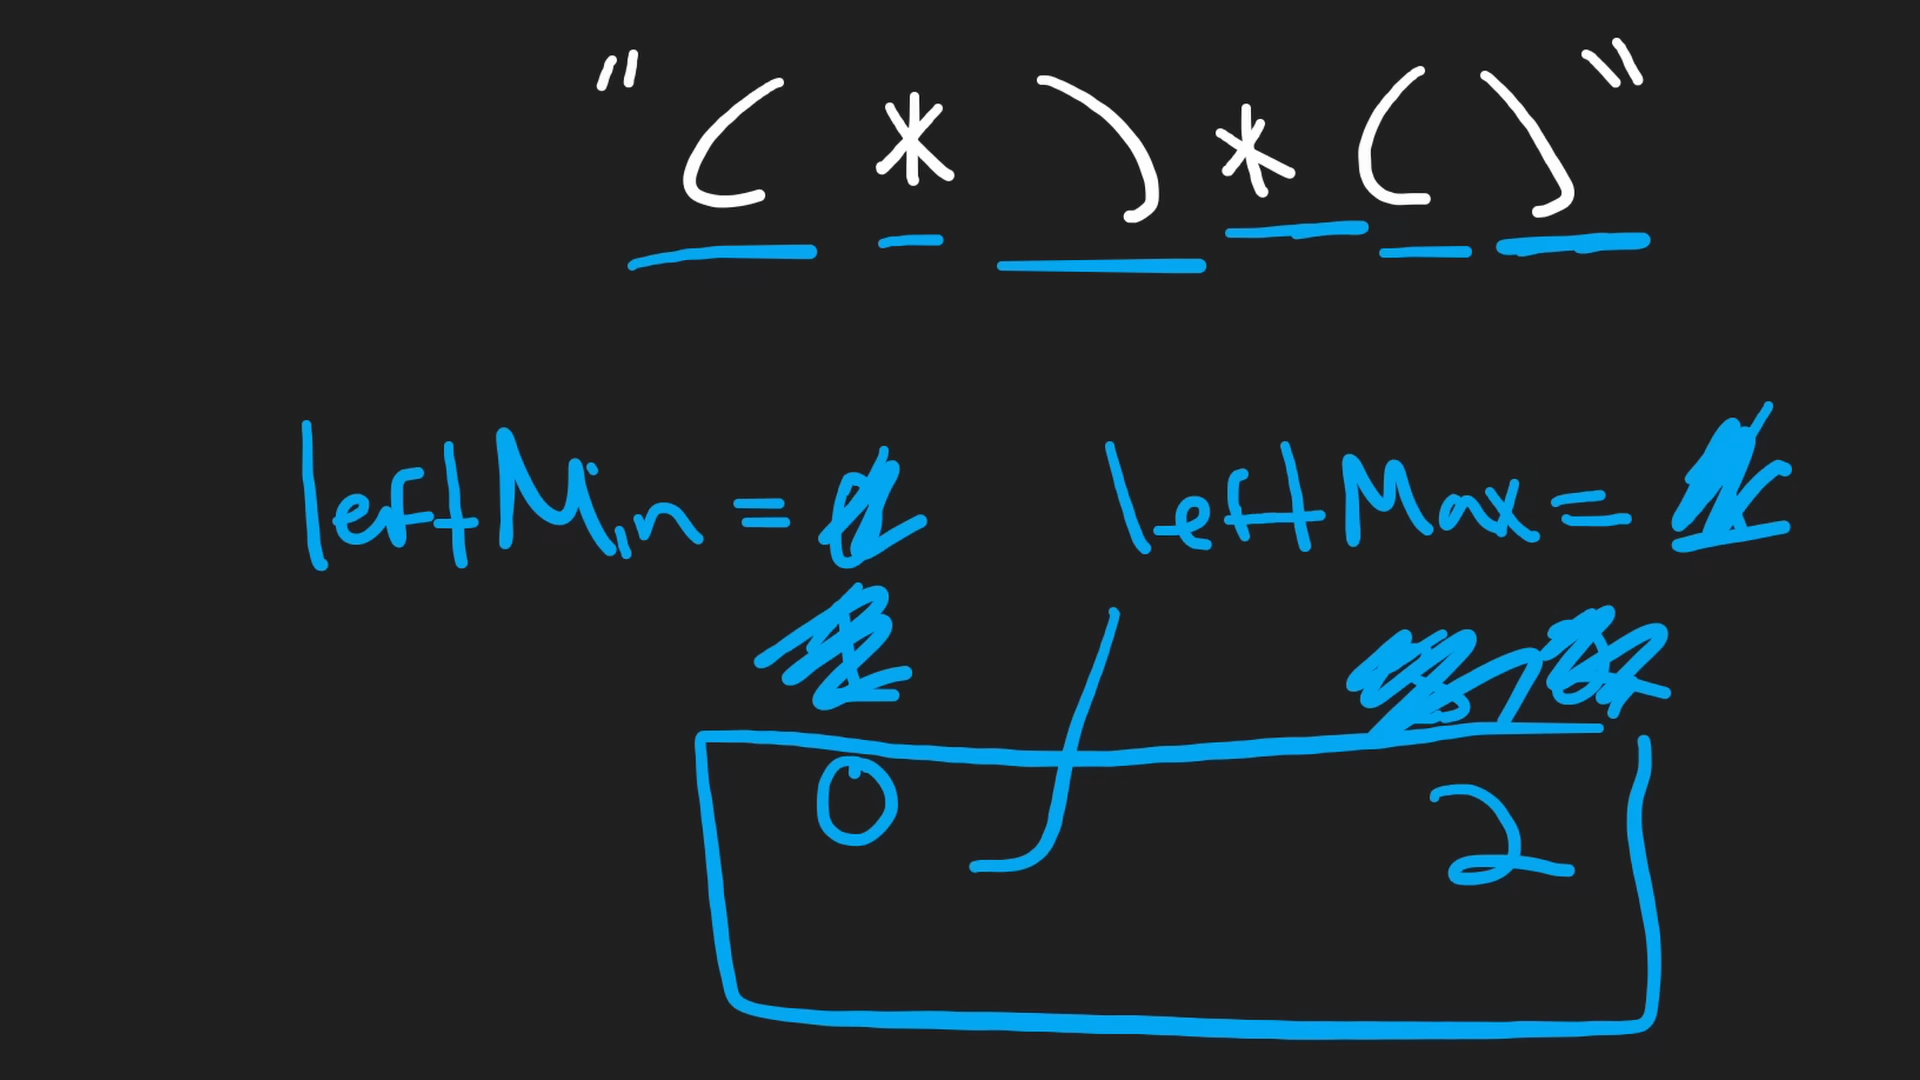 "(*)*()"
leftMin = leftMax =
0 2